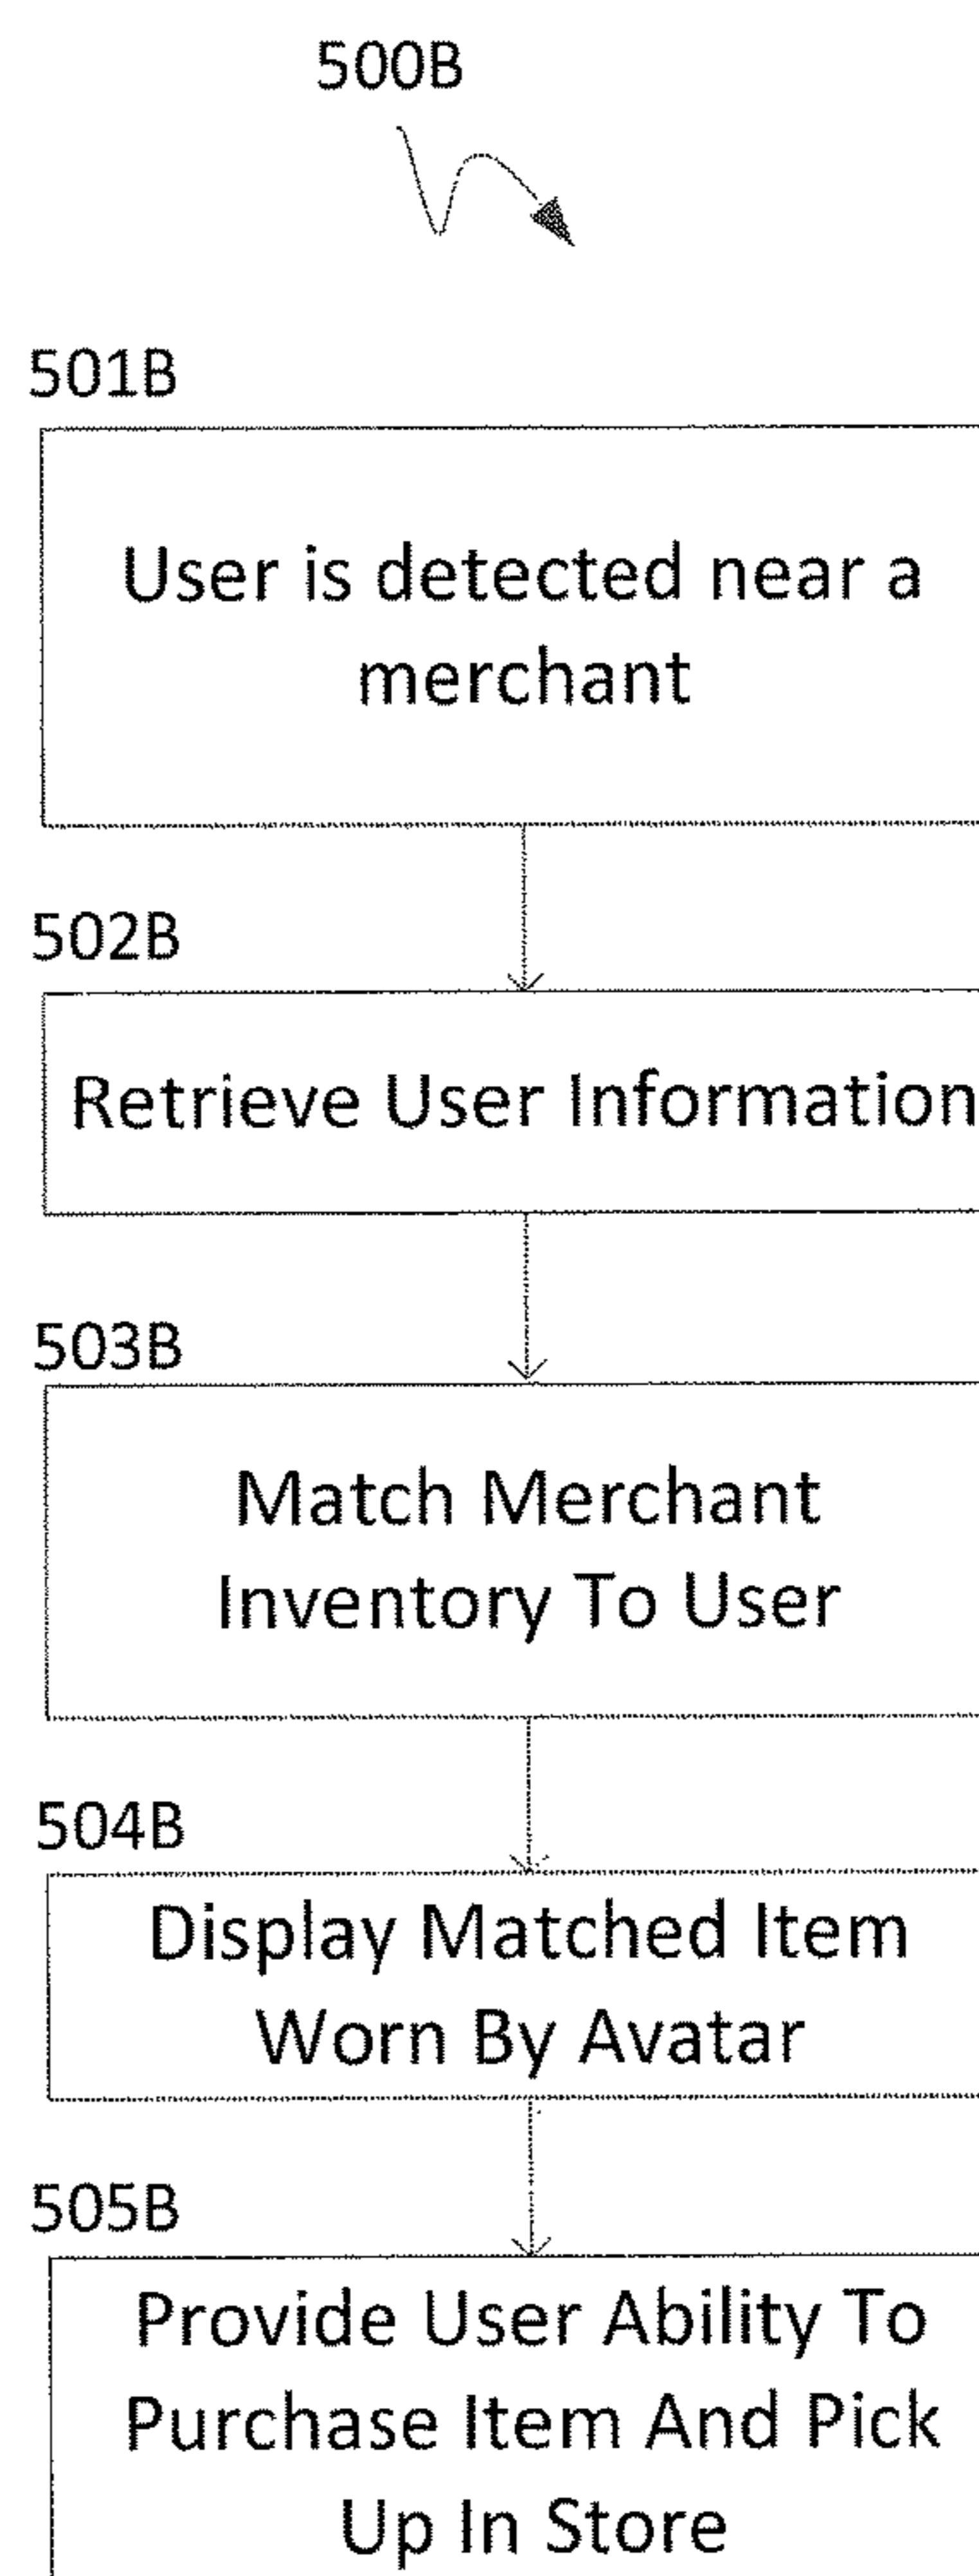 500B
501B
User is detected near a
merchant
502B
Retrieve User Information
503B
Match Merchant
Inventory To User
504B
Display Matched Item
Worn By Avatar
505B
Provide User Ability To
Purchase Item And Pick
Up In Store